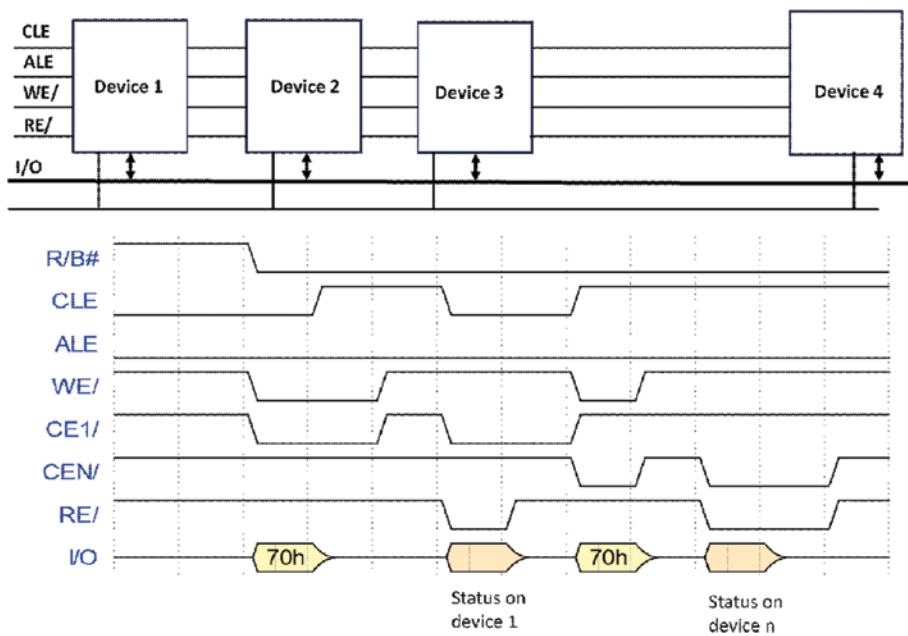 CLE
ALE
WE/
RE/
I/O
Device 1
Device 2
Device 3
Device 4
R/B#
CLE
ALE
WE/
CE1/
CEN/
RE/
I/O
70h
70h
Status on
device 1
Status on
device n